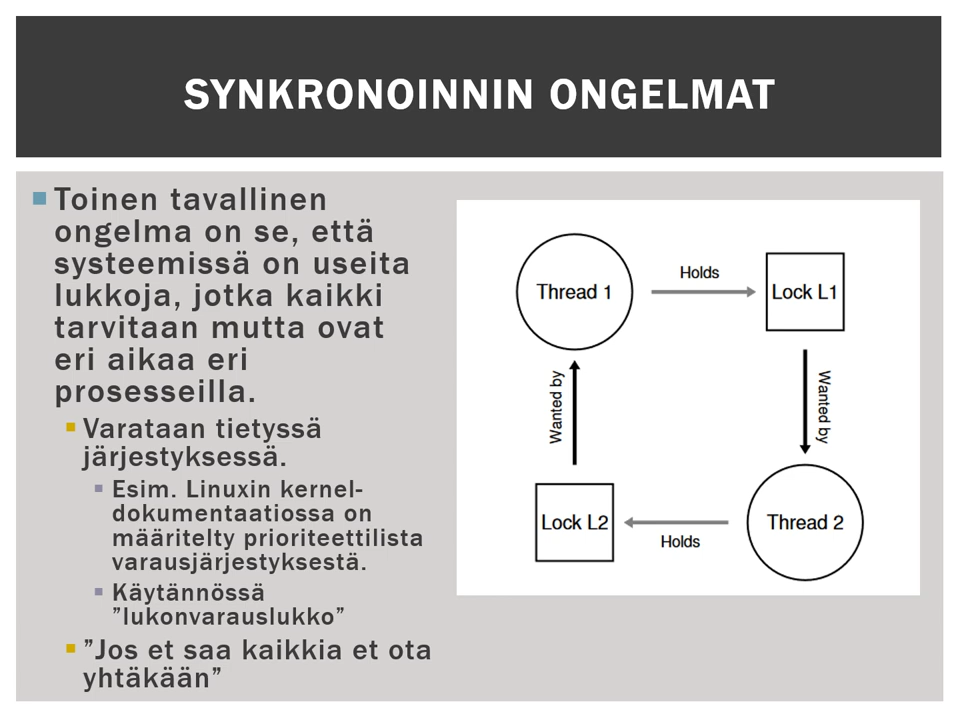 SYNKRONOINNIN ONGELMAT
Toinen tavallinen
ongelma on se, että
systeemissä on useita
lukkoja, jotka kaikki
tarvitaan mutta ovat
eri aikaa eri
prosesseilla.
Varataan tietyssä
järjestyksessä.
Esim. Linuxin kernel-
dokumentaatiossa on
määritelty prioriteettilista
varausjärjestyksestä.
Käytännössä
”lukonvarauslukko”
”Jos et saa kaikkia et ota
yhtäkään”
Thread 1
Holds
Lock L1
Wanted by
Wanted by
Lock L2
Holds
Thread 2